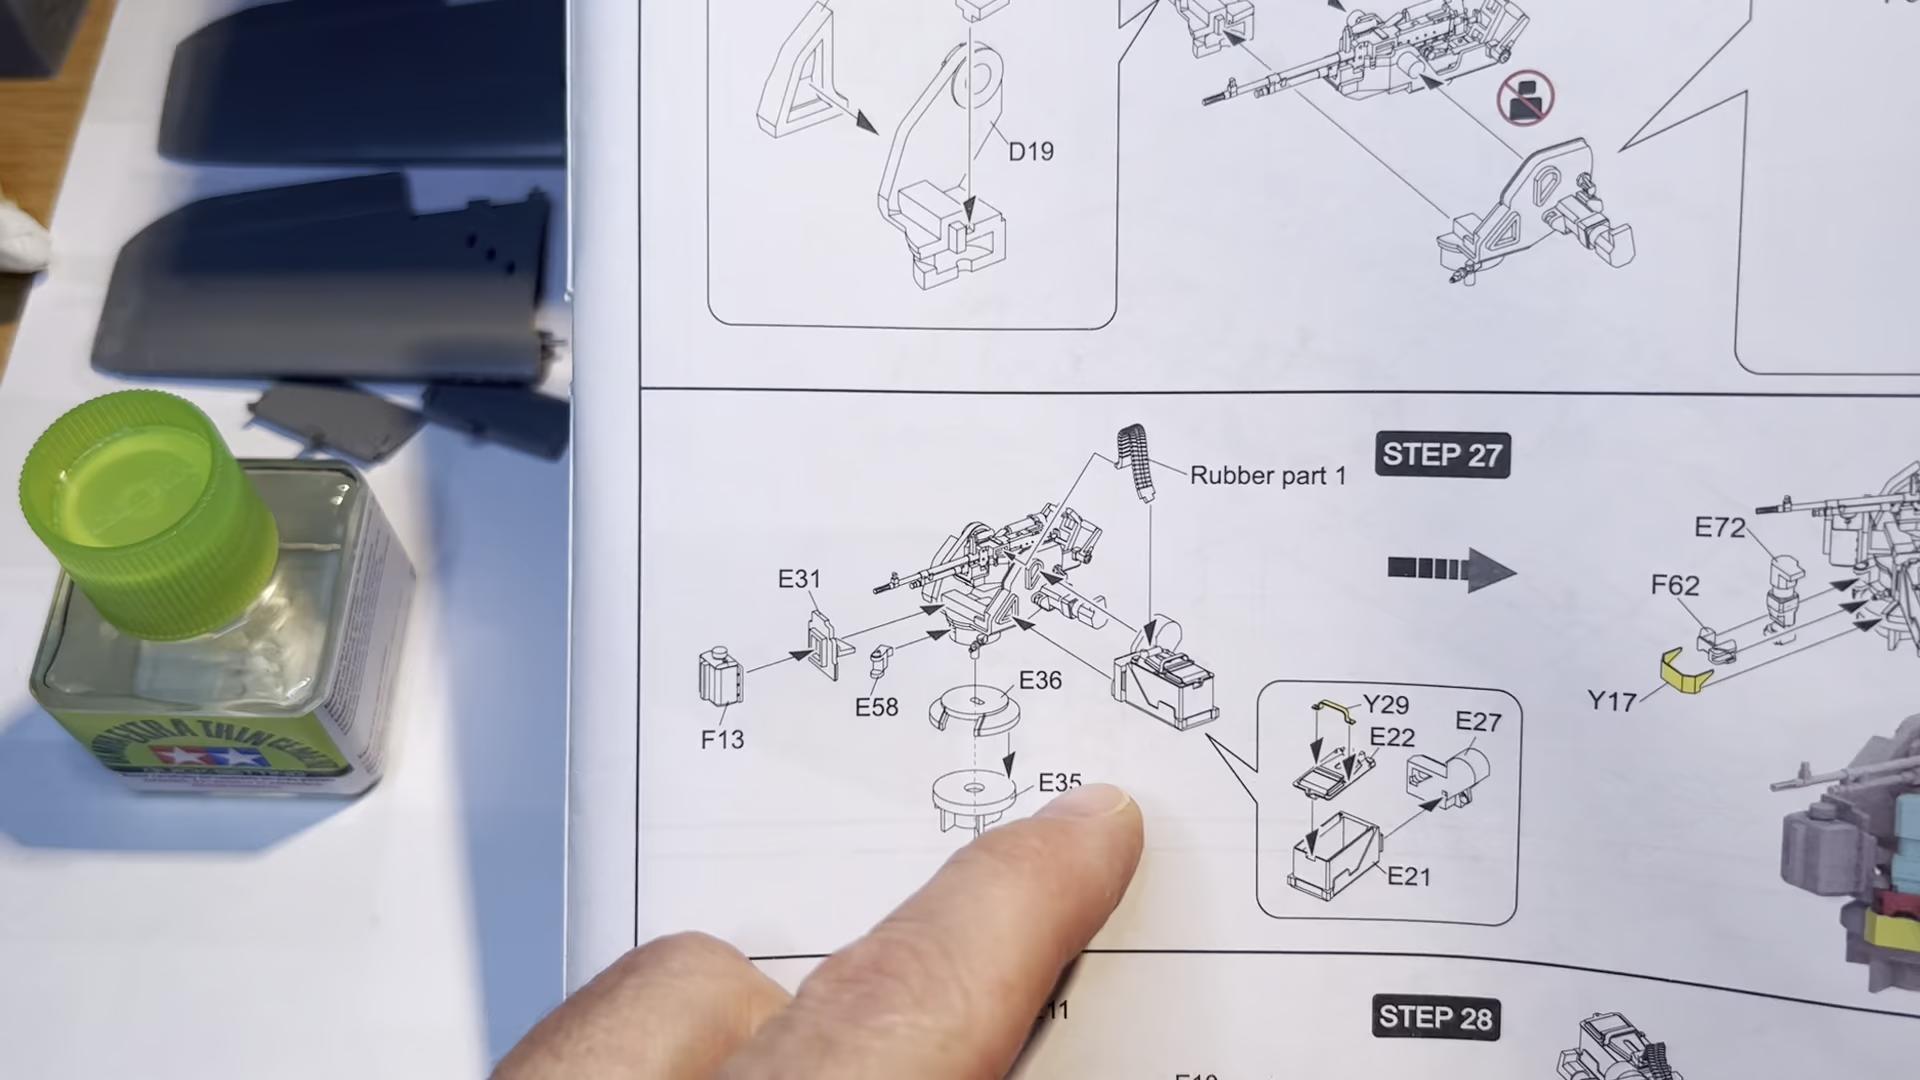 D19
STEP 27
Rubber part 1
E72
E31
F62
E36
Y17
E58
Y29
E27
F13
E22
E35
E21
STEP 28